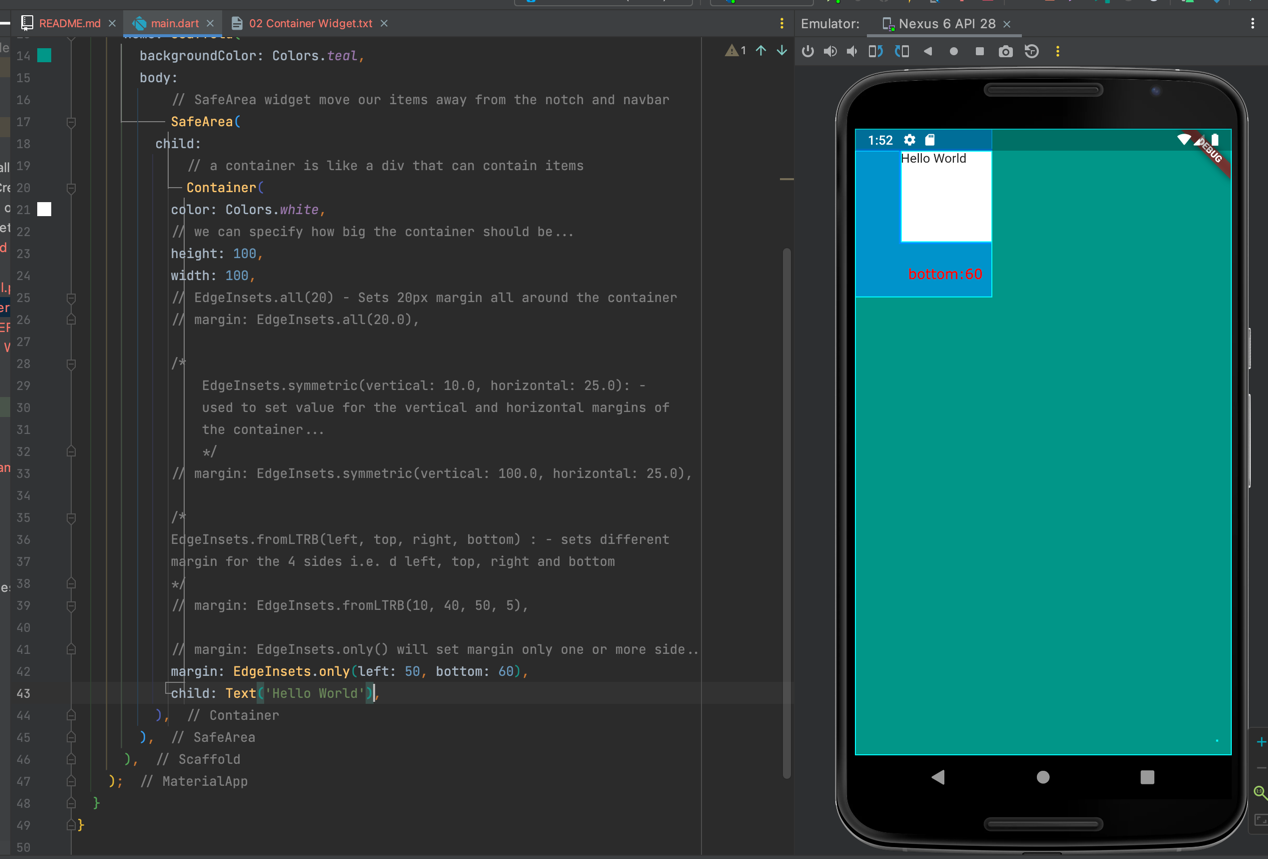 README.md
main.dart
02 Container Widget.txt
Emulator:
Nexus 6 API 28
1
14 backgroundColor: Colors.teal,
15 body:
16 // SafeArea widget move our items away from the notch and navbar
17 SafeArea(
18 child:
19 // a container is like a div that can contain items
20 Container(
21 color: Colors.white,
22 // we can specify how big the container should be...
23 height: 100,
24 width: 100,
25 // EdgeInsets.all(20) - Sets 20px margin all around the container
26 // margin: EdgeInsets.all(20.0),
27
28 /*
29 EdgeInsets.symmetric(vertical: 10.0, horizontal: 25.0): -
30 used to set value for the vertical and horizontal margins of
31 the container...
32 */
33 // margin: EdgeInsets.symmetric(vertical: 100.0, horizontal: 25.0),
34
35 /*
36 EdgeInsets.fromLTRB(left, top, right, bottom) : - sets different
37 margin for the 4 sides i.e. d left, top, right and bottom
38 */
39 // margin: EdgeInsets.fromLTRB(10, 40, 50, 5),
40
41 // margin: EdgeInsets.only() will set margin only one or more side..
42 margin: EdgeInsets.only(left: 50, bottom: 60),
43 child: Text('Hello World'),
44 ), // Container
45 ), // SafeArea
46 ), // Scaffold
47 ); // MaterialApp
48 }
49 }
50
1:52
DEBUG
Hello World
bottom:60